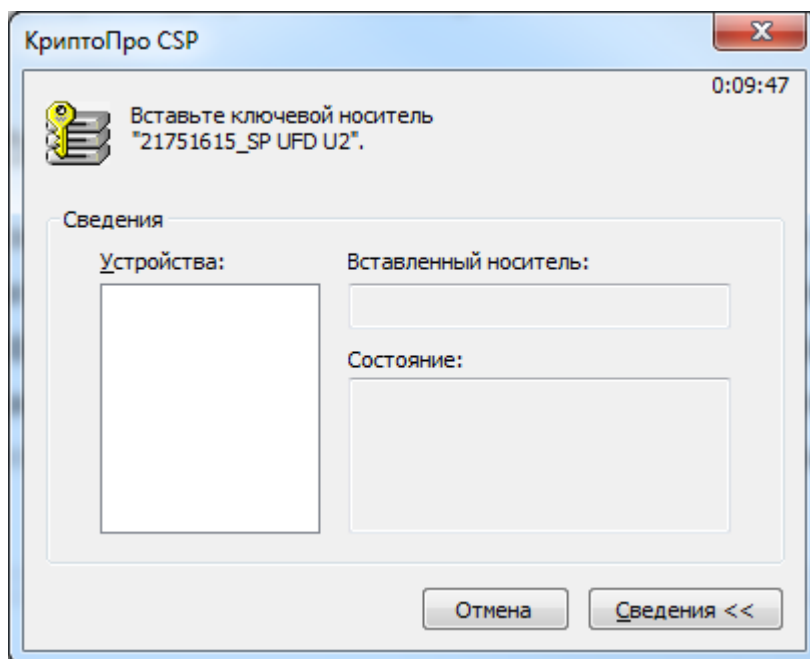 КриптоПро CSP
0:09:47
Вставьте ключевой носитель
"21751615_SP UFD U2".
Сведения
Устройства:
Вставленный носитель:
Состояние:
Отмена
Сведения <<